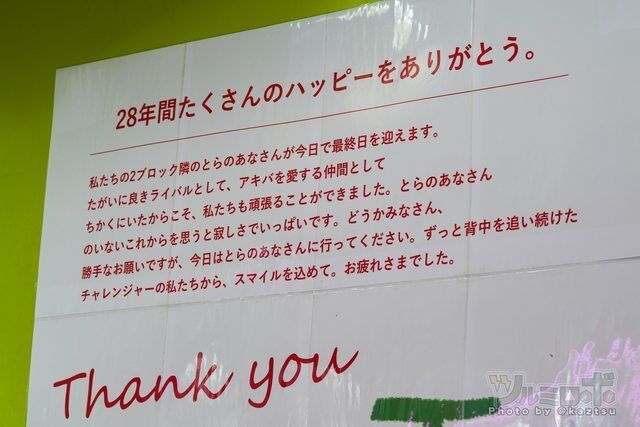 28年間たくさんのハッピーをありがとう。
私たちの2ブロック隣のとらのあなさんが今日で最終日を迎えます。
たがいに良きライバルとして、アキバを愛する仲間として
ちかくにいたからこそ、私たちも頑張ることができました。とらのあなさん
のいないこれからを思うと寂しさでいっぱいです。どうかみなさん、
勝手なお願いですが、今日はとらのあなさんに行ってください。ずっと背中を追い続けた
チャレンジャーの私たちから、スマイルを込めて。お疲れさまでした。
Thank you
ツルミロボ
Photo by @kaztsu